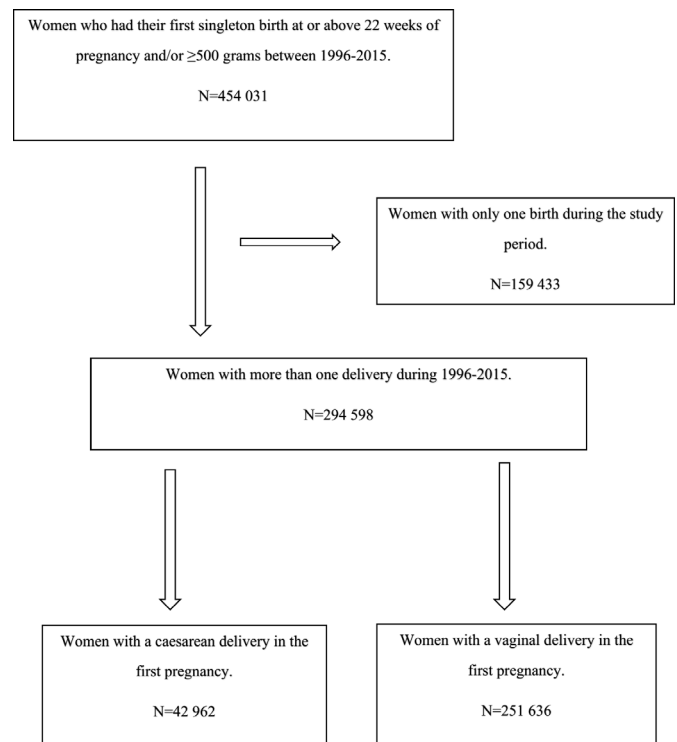 Women who had their first singleton birth at or above 22 weeks of
pregnancy and/or ≥500 grams between 1996-2015.
N=454 031
Women with only one birth during the study
period.
N=159 433
Women with more than one delivery during 1996-2015.
N=294 598
Women with a caesarean delivery in the
first pregnancy.
N=42 962
Women with a vaginal delivery in the
first pregnancy.
N=251 636